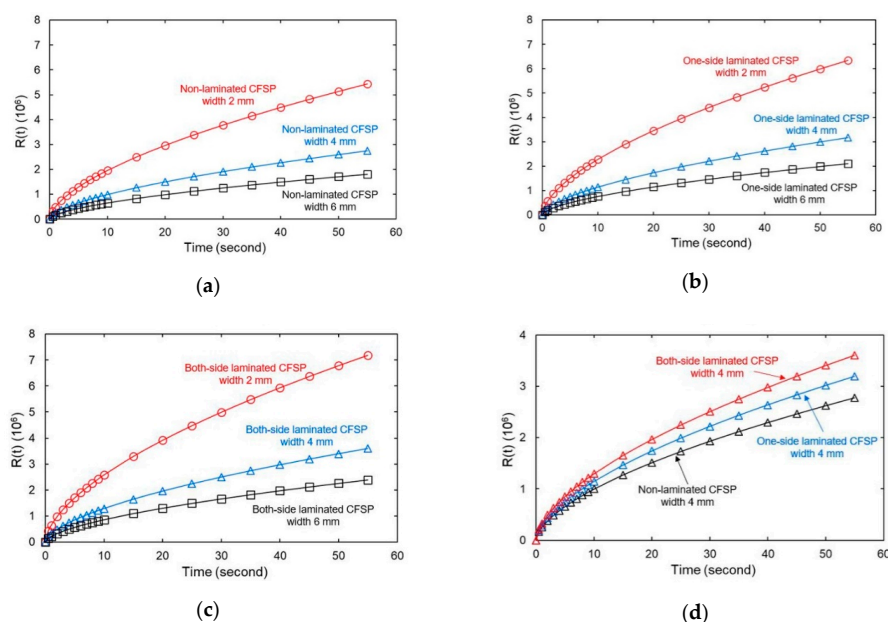 8
7
6
5
4
3
2
1
0
R(t) (10⁶)
Non-laminated CFSP
width 2 mm
Non-laminated CFSP
width 4 mm
Non-laminated CFSP
width 6 mm
0 10 20 30 40 50 60
Time (second)
(a)
8
7
6
5
4
3
2
1
0
R(t) (10⁶)
One-side laminated CFSP
width 2 mm
One-side laminated CFSP
width 4 mm
One-side laminated CFSP
width 6 mm
0 10 20 30 40 50 60
Time (second)
(b)
8
7
6
5
4
3
2
1
0
R(t) (10⁶)
Both-side laminated CFSP
width 2 mm
Both-side laminated CFSP
width 4 mm
Both-side laminated CFSP
width 6 mm
0 10 20 30 40 50 60
Time (second)
(c)
4
3
2
1
0
R(t) (10⁶)
Both-side laminated CFSP
width 4 mm
One-side laminated CFSP
width 4 mm
Non-laminated CFSP
width 4 mm
0 10 20 30 40 50 60
Time (second)
(d)